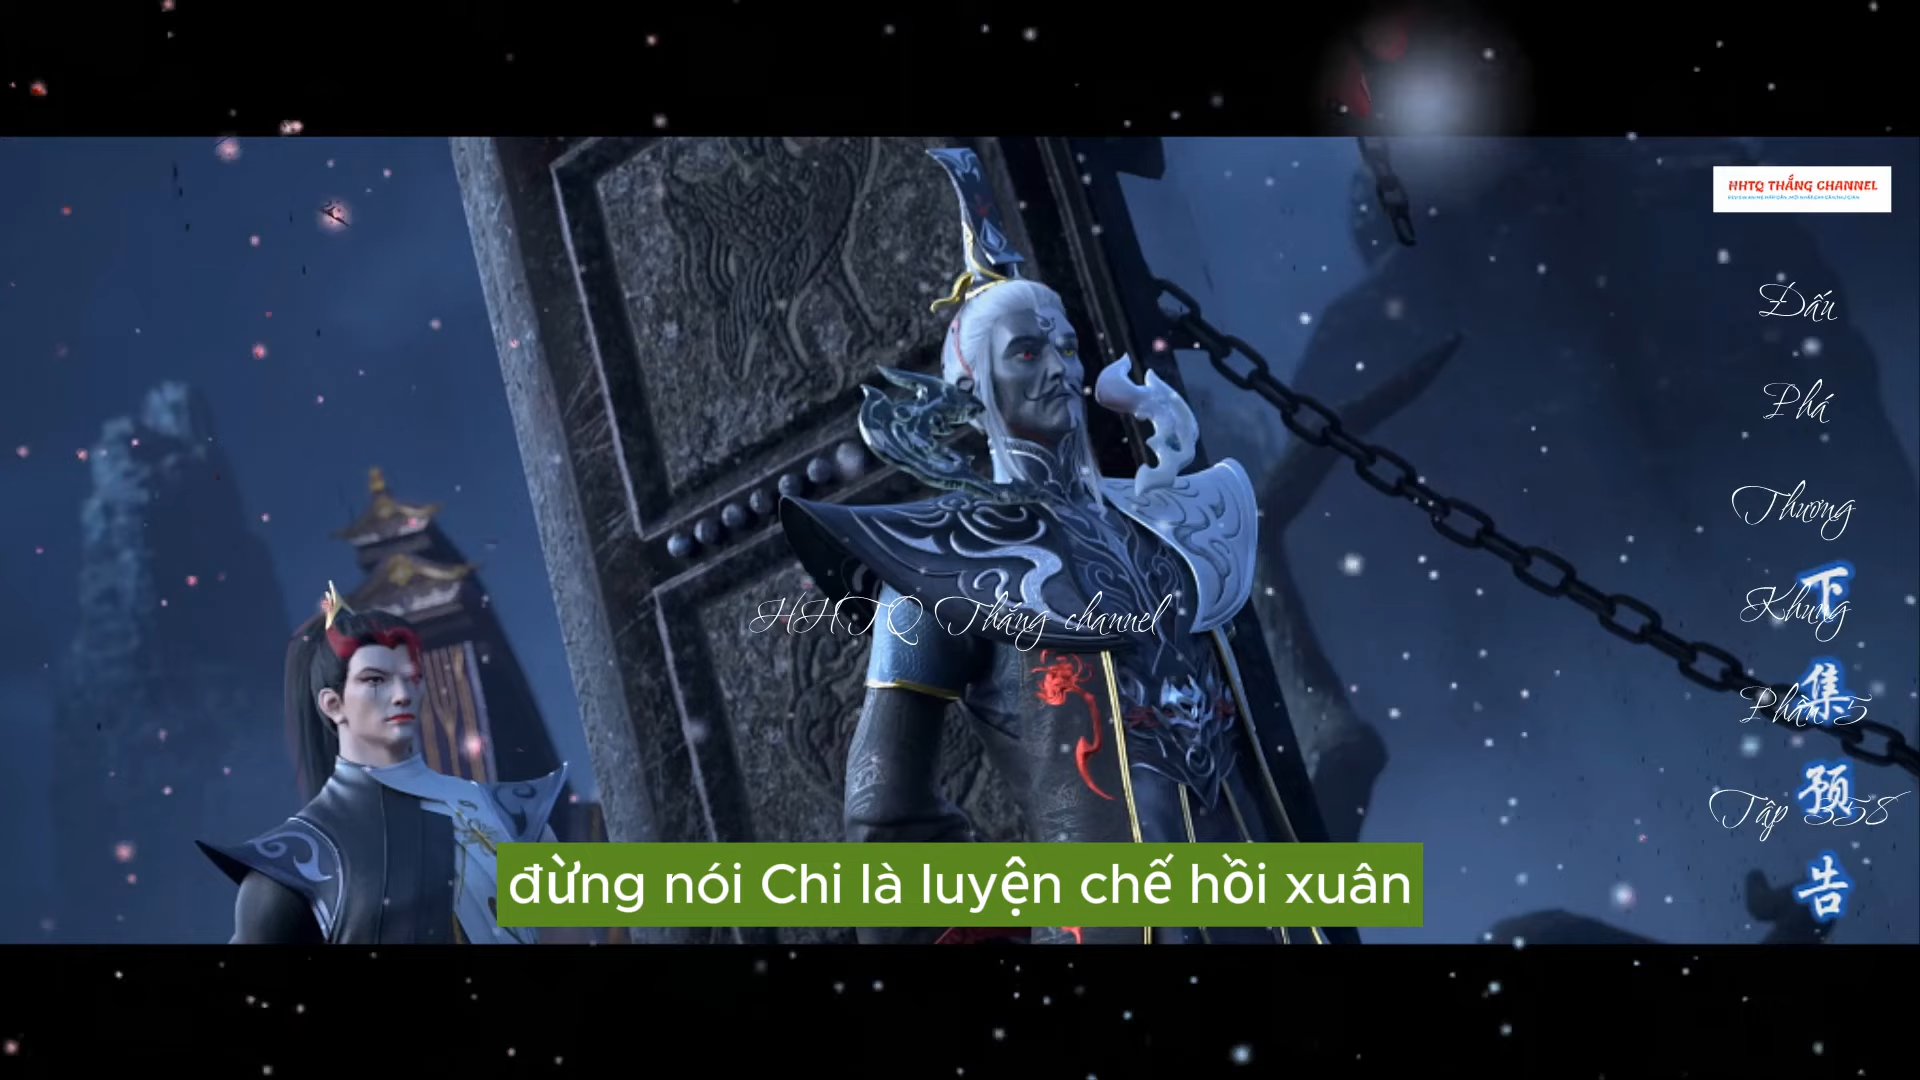 NHTQ THẮNG CHANNEL
Đấu
Phá
Thương
Khung
Phần 5
Tập 358
下
集
预
告
HHTQ Thắng channel
đừng nói Chi là luyện chế hồi xuân